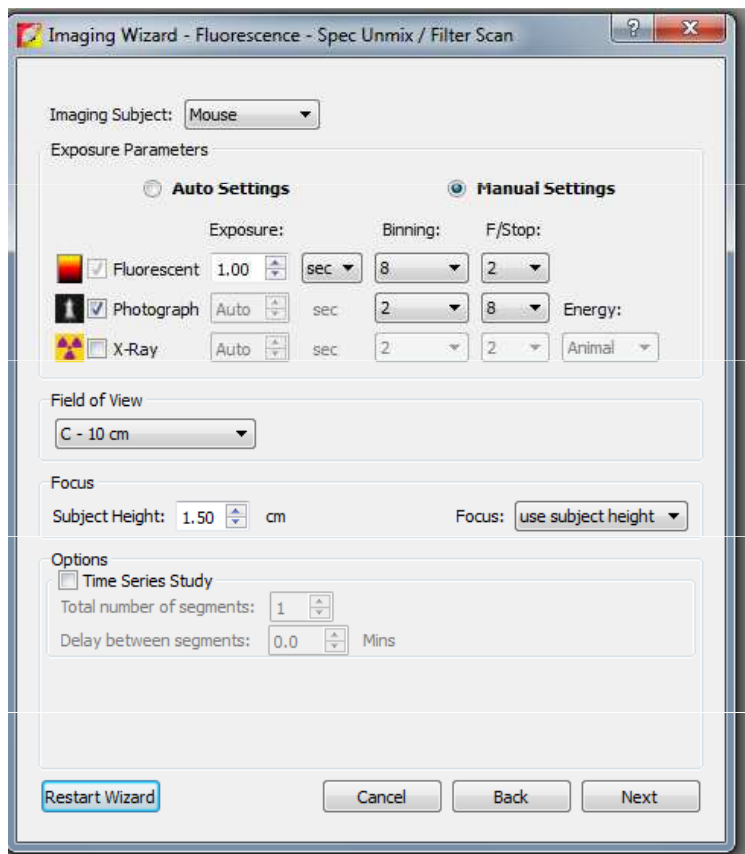 Imaging Wizard - Fluorescence - Spec Unmix / Filter Scan
Imaging Subject: Mouse
Exposure Parameters
Auto Settings Manual Settings
Exposure: Binning: F/Stop:
Fluorescent 1.00 sec 8 2
Photograph Auto sec 2 8 Energy:
X-Ray Auto sec 2 2 Animal
Field of View
C - 10 cm
Focus
Subject Height: 1.50 cm Focus: use subject height
Options
Time Series Study
Total number of segments: 1
Delay between segments: 0.0 Mins
Restart Wizard Cancel Back Next